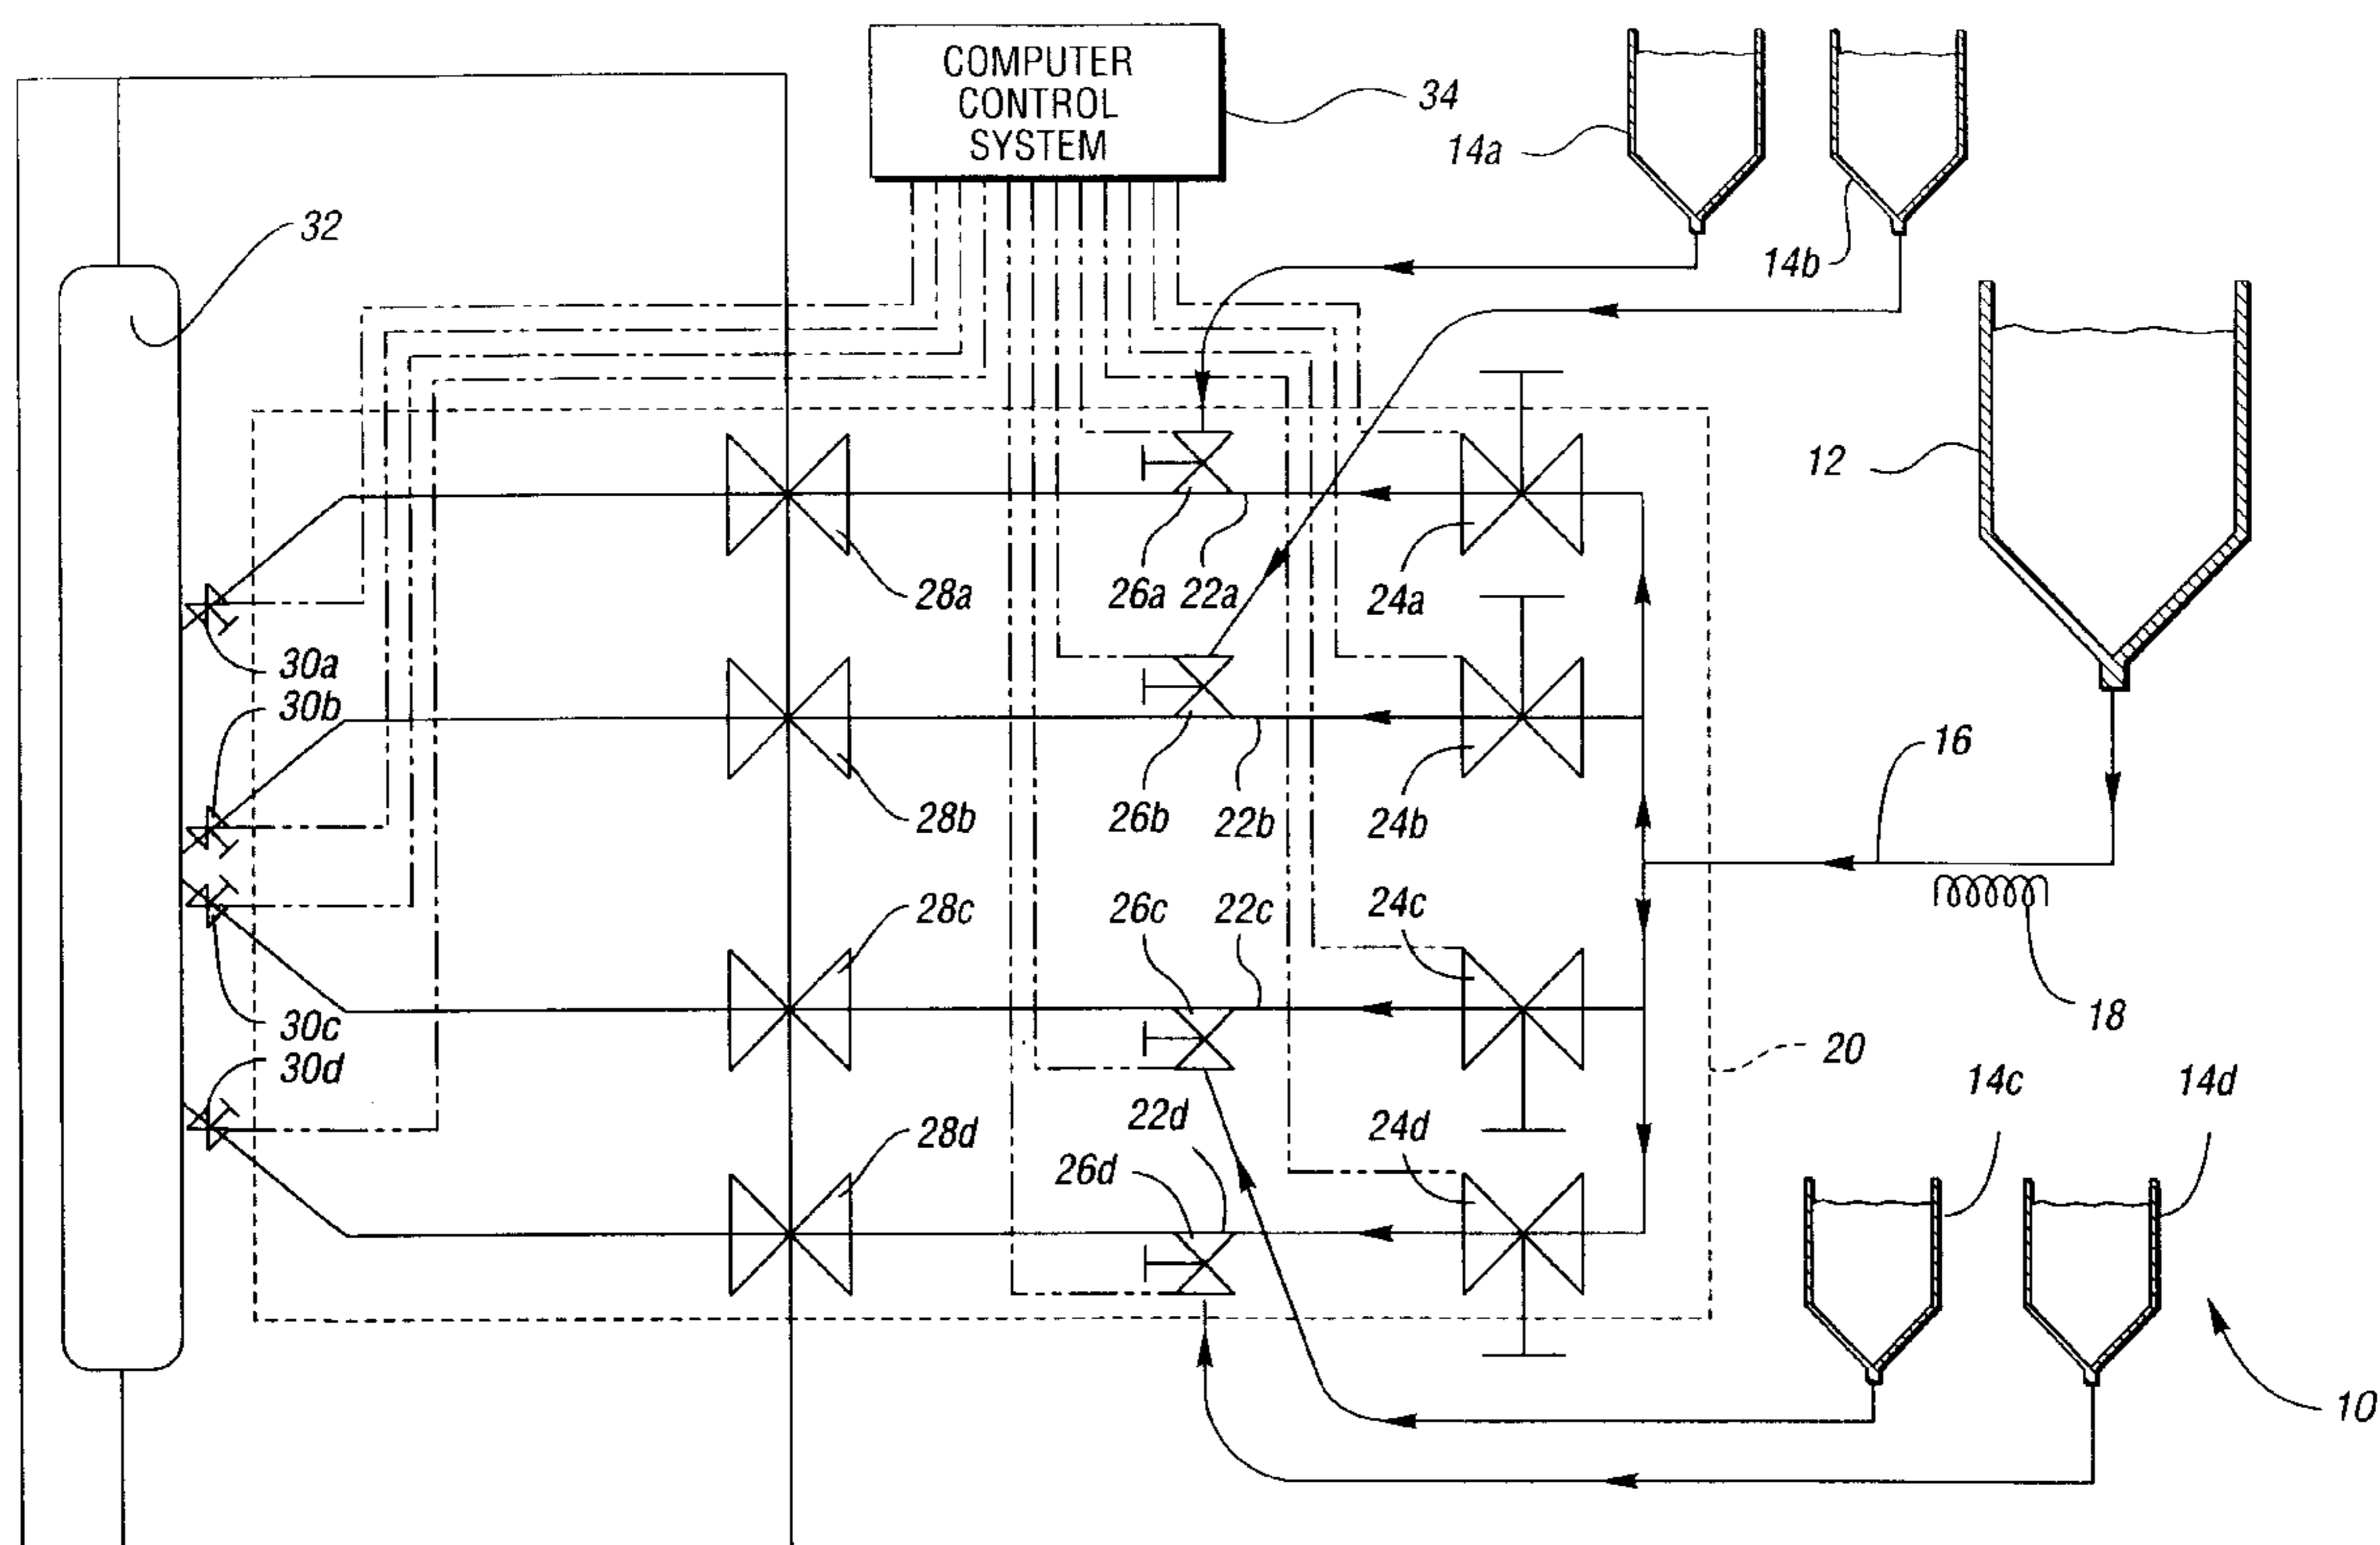 COMPUTER
CONTROL
SYSTEM
34
14a
14b
32
12
28a
26a 22a
24a
30a
30b
28b
26b
22b
24b
16
28c
26c
22c
24c
18
30c
30d
20
14c
14d
22d
28d
26d
24d
10